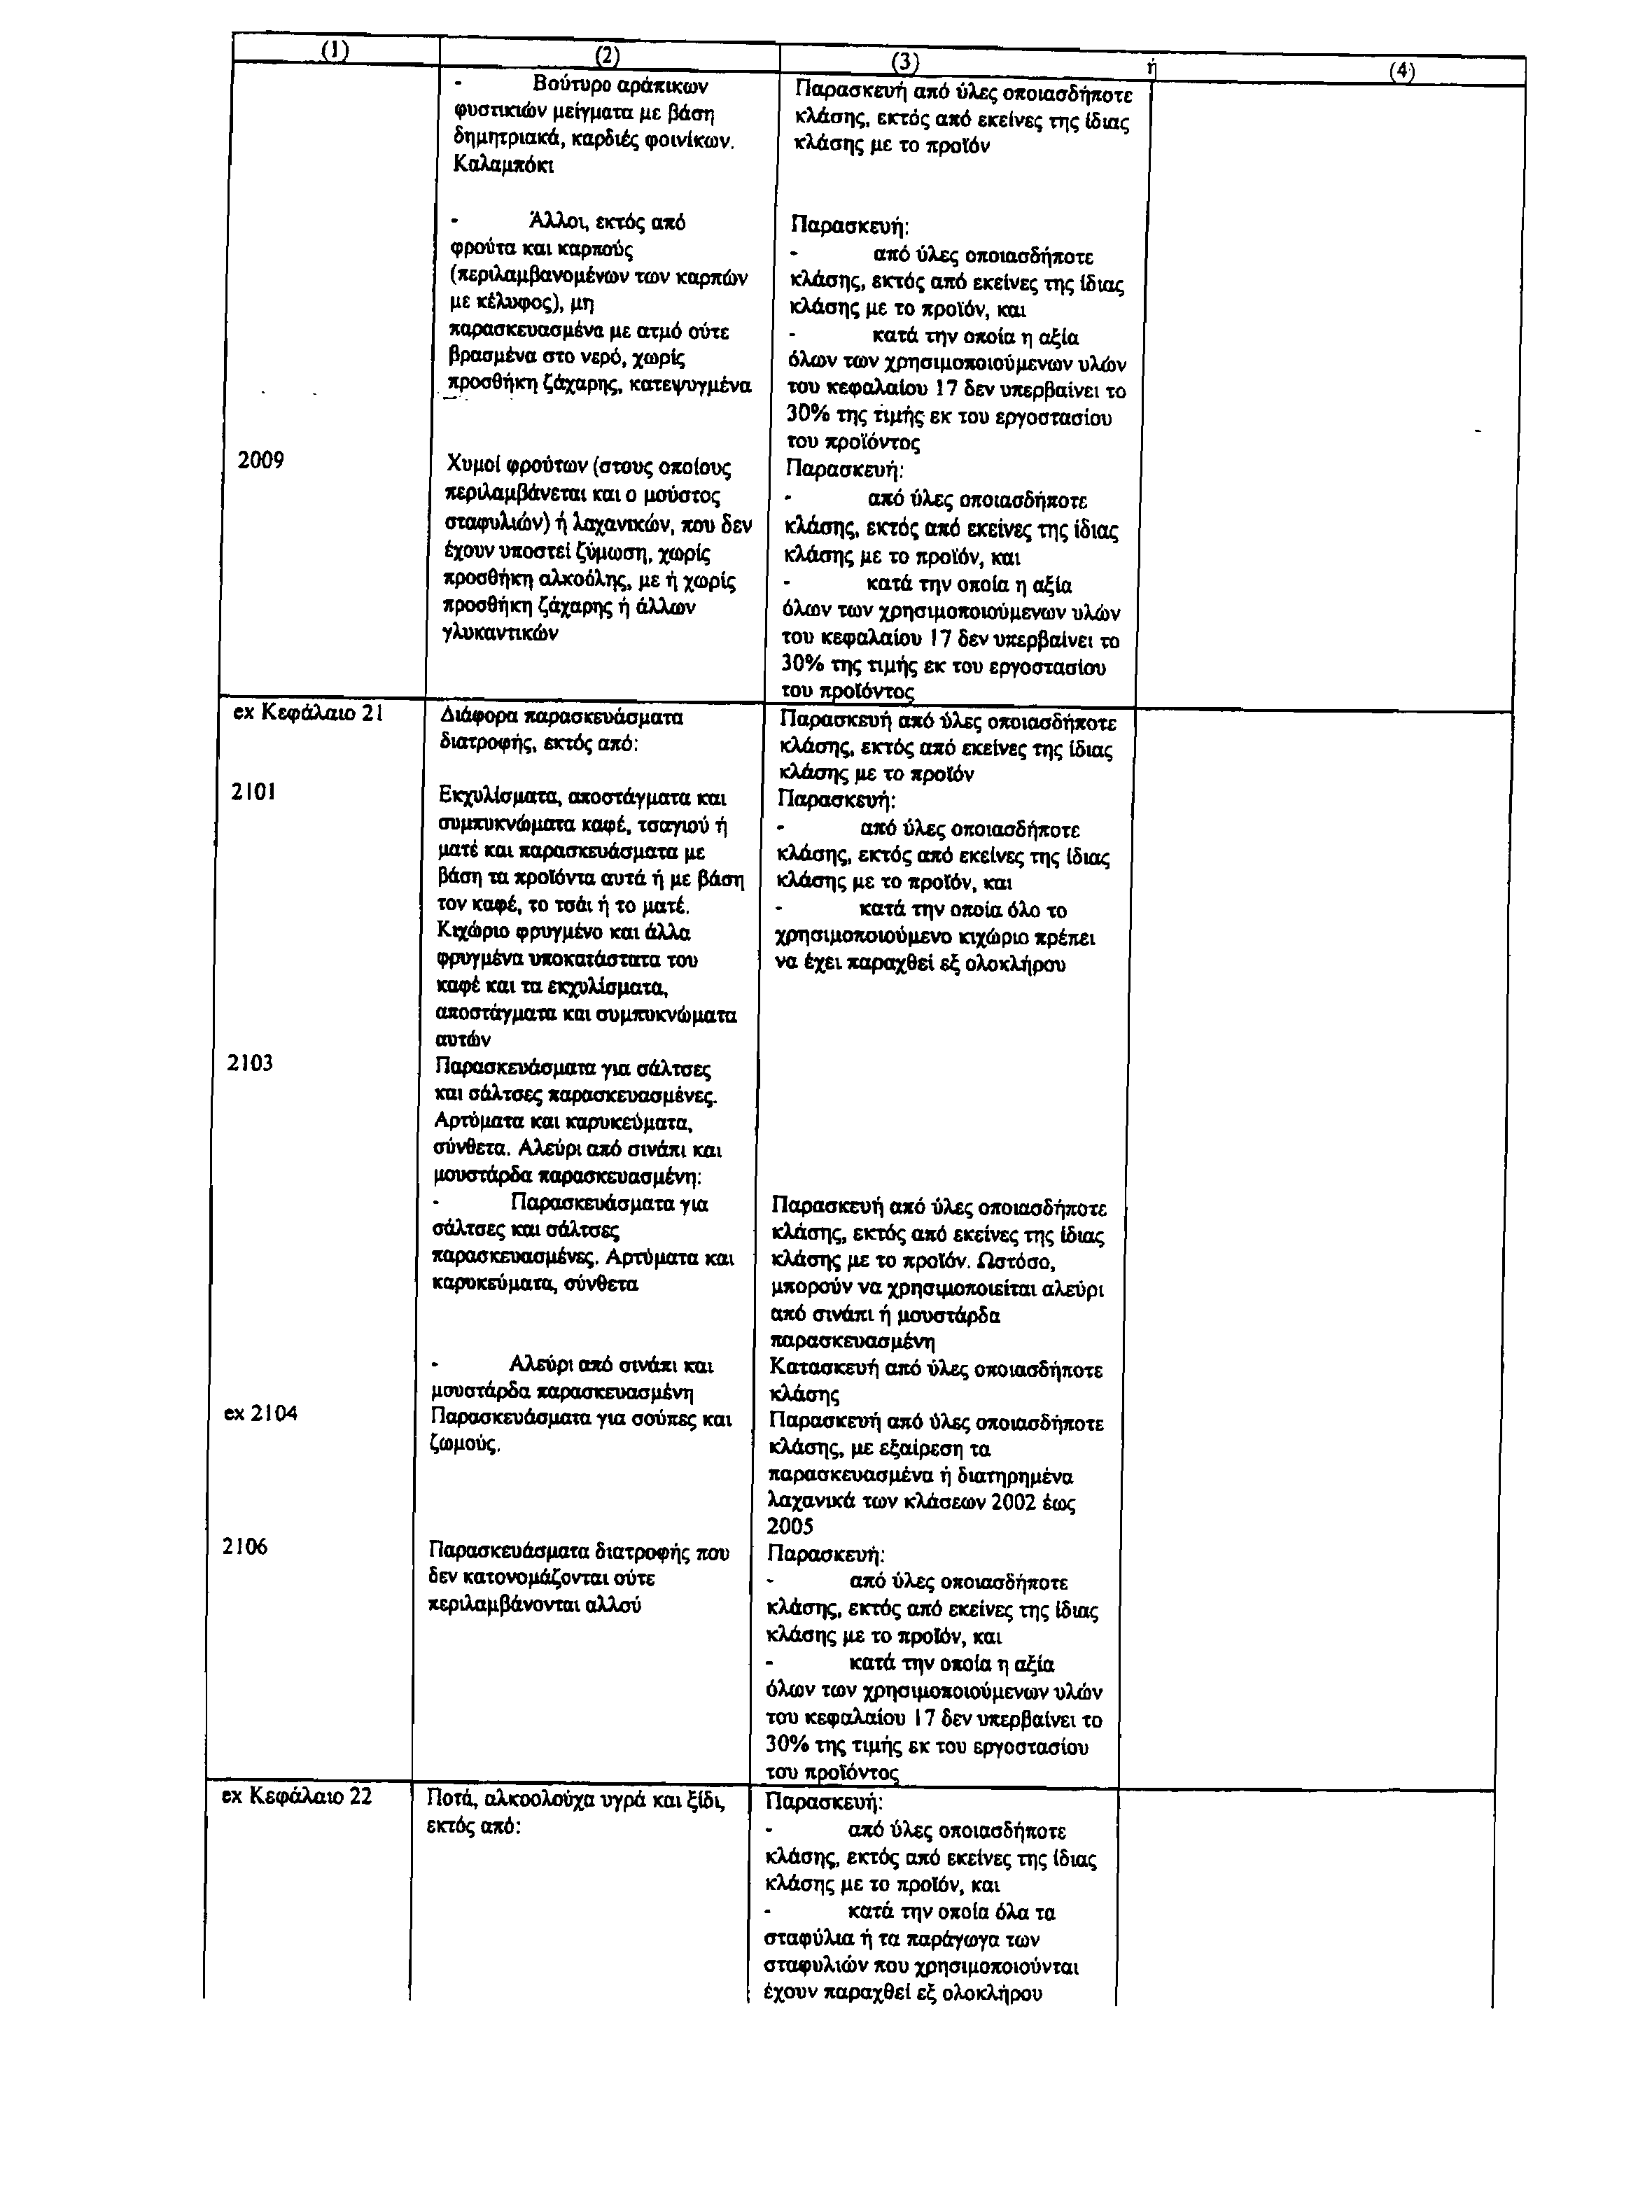 (1) (2) (3) ή (4)
- Βούτυρο αράπικων
φυστικιών μείγματα με βάση
δημητριακά, καρδιές φοινίκων.
Καλαμπόκι
Παρασκευή από ύλες οποιασδήποτε
κλάσης, εκτός από εκείνες της ίδιας
κλάσης με το προϊόν
- Άλλοι, εκτός από
φρούτα και καρπούς
(περιλαμβανομένων των καρπών
με κέλυφος), μη
παρασκευασμένα με ατμό ούτε
βρασμένα στο νερό, χωρίς
προσθήκη ζάχαρης, κατεψυγμένα
Παρασκευή:
- από ύλες οποιασδήποτε
κλάσης, εκτός από εκείνες της ίδιας
κλάσης με το προϊόν, και
- κατά την οποία η αξία
όλων των χρησιμοποιούμενων υλών
του κεφαλαίου 17 δεν υπερβαίνει το
30% της τιμής εκ του εργοστασίου
του προϊόντος
2009
Χυμοί φρούτων (στους οποίους
περιλαμβάνεται και ο μούστος
σταφυλιών) ή λαχανικών, που δεν
έχουν υποστεί ζύμωση, χωρίς
προσθήκη αλκοόλης, με ή χωρίς
προσθήκη ζάχαρης ή άλλων
γλυκαντικών
Παρασκευή:
- από ύλες οποιασδήποτε
κλάσης, εκτός από εκείνες της ίδιας
κλάσης με το προϊόν, και
- κατά την οποία η αξία
όλων των χρησιμοποιούμενων υλών
του κεφαλαίου 17 δεν υπερβαίνει το
30% της τιμής εκ του εργοστασίου
του προϊόντος
ex Κεφάλαιο 21
Διάφορα παρασκευάσματα
διατροφής, εκτός από:
Παρασκευή από ύλες οποιασδήποτε
κλάσης, εκτός από εκείνες της ίδιας
κλάσης με το προϊόν
2101
Εκχυλίσματα, αποστάγματα και
συμπυκνώματα καφέ, τσαγιού ή
ματέ και παρασκευάσματα με
βάση τα προϊόντα αυτά ή με βάση
τον καφέ, το τσάι ή το ματέ.
Κιχώριο φρυγμένο και άλλα
φρυγμένα υποκατάστατα του
καφέ και τα εκχυλίσματα,
αποστάγματα και συμπυκνώματα
αυτών
Παρασκευή:
- από ύλες οποιασδήποτε
κλάσης, εκτός από εκείνες της ίδιας
κλάσης με το προϊόν, και
- κατά την οποία όλο το
χρησιμοποιούμενο κιχώριο πρέπει
να έχει παραχθεί εξ ολοκλήρου
2103
Παρασκευάσματα για σάλτσες
και σάλτσες παρασκευασμένες.
Αρτύματα και καρυκεύματα,
σύνθετα. Αλεύρι από σινάπι και
μουστάρδα παρασκευασμένη:
- Παρασκευάσματα για
σάλτσες και σάλτσες
παρασκευασμένες. Αρτύματα και
καρυκεύματα, σύνθετα
Παρασκευή από ύλες οποιασδήποτε
κλάσης, εκτός από εκείνες της ίδιας
κλάσης με το προϊόν. Ωστόσο,
μπορούν να χρησιμοποιείται αλεύρι
από σινάπι ή μουστάρδα
παρασκευασμένη
- Αλεύρι από σινάπι και
μουστάρδα παρασκευασμένη
Κατασκευή από ύλες οποιασδήποτε
κλάσης
ex 2104
Παρασκευάσματα για σούπες και
ζωμούς.
Παρασκευή από ύλες οποιασδήποτε
κλάσης, με εξαίρεση τα
παρασκευασμένα ή διατηρημένα
λαχανικά των κλάσεων 2002 έως
2005
2106
Παρασκευάσματα διατροφής που
δεν κατονομάζονται ούτε
περιλαμβάνονται αλλού
Παρασκευή:
- από ύλες οποιασδήποτε
κλάσης, εκτός από εκείνες της ίδιας
κλάσης με το προϊόν, και
- κατά την οποία η αξία
όλων των χρησιμοποιούμενων υλών
του κεφαλαίου 17 δεν υπερβαίνει το
30% της τιμής εκ του εργοστασίου
του προϊόντος
ex Κεφάλαιο 22
Ποτά, αλκοολούχα υγρά και ξίδι,
εκτός από:
Παρασκευή:
- από ύλες οποιασδήποτε
κλάσης, εκτός από εκείνες της ίδιας
κλάσης με το προϊόν, και
- κατά την οποία όλα τα
σταφύλια ή τα παράγωγα των
σταφυλιών που χρησιμοποιούνται
έχουν παραχθεί εξ ολοκλήρου